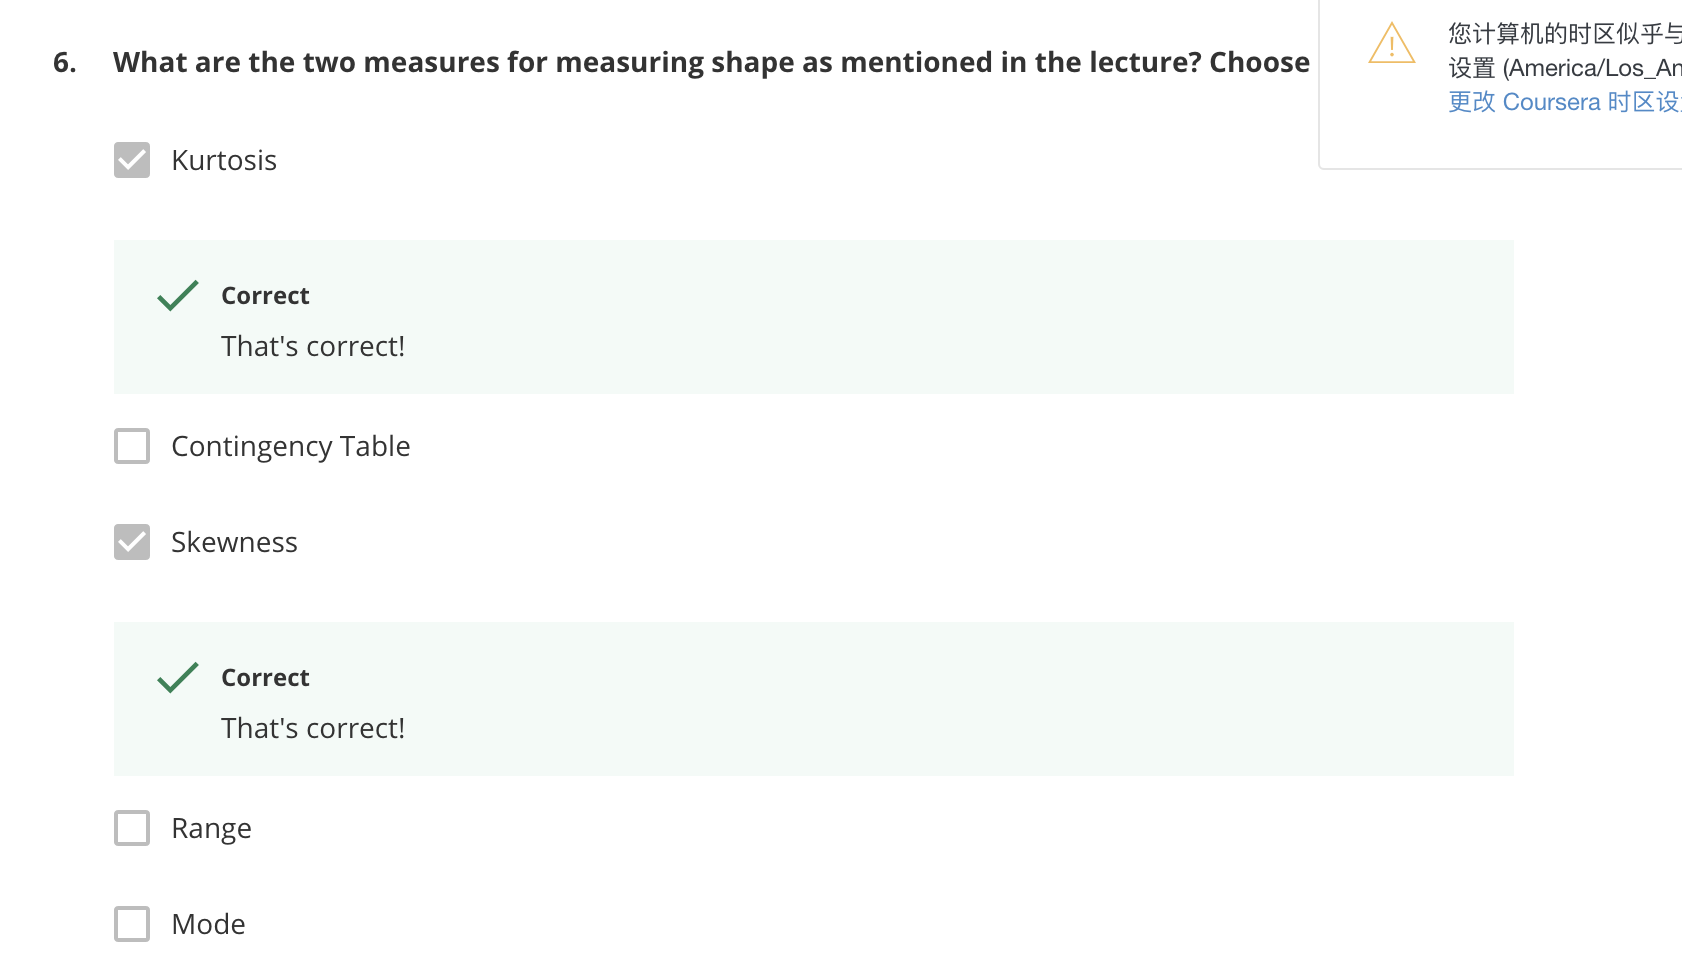 6. What are the two measures for measuring shape as mentioned in the lecture? Choose
您计算机的时区似乎与
设置 (America/Los_An
更改 Coursera 时区设
Kurtosis
Correct
That's correct!
Contingency Table
Skewness
Correct
That's correct!
Range
Mode